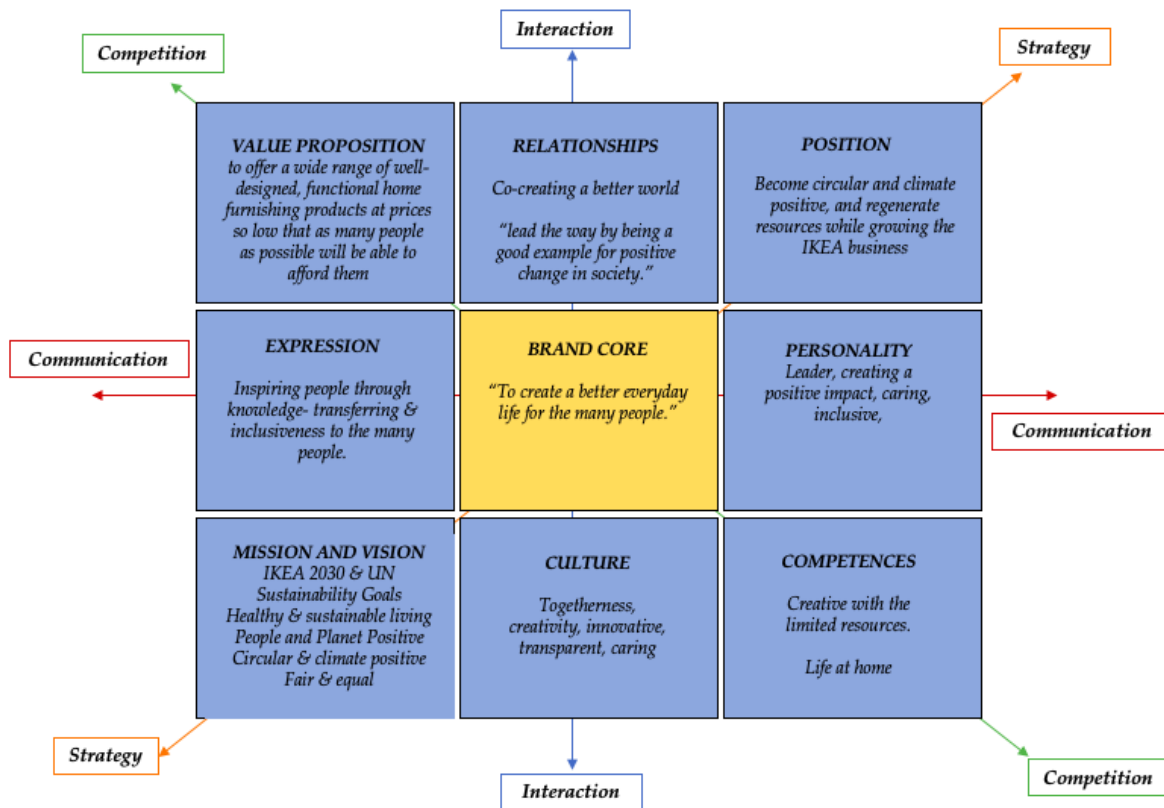 Interaction
Competition
Strategy
VALUE PROPOSITION
to offer a wide range of well-
designed, functional home
furnishing products at prices
so low that as many people
as possible will be able to
afford them
RELATIONSHIPS
Co-creating a better world
“lead the way by being a
good example for positive
change in society.”
POSITION
Become circular and climate
positive, and regenerate
resources while growing the
IKEA business
Communication
EXPRESSION
Inspiring people through
knowledge- transferring &
inclusiveness to the many
people.
BRAND CORE
“To create a better everyday
life for the many people.”
PERSONALITY
Leader, creating a
positive impact, caring,
inclusive,
Communication
MISSION AND VISION
IKEA 2030 & UN
Sustainability Goals
Healthy & sustainable living
People and Planet Positive
Circular & climate positive
Fair & equal
CULTURE
Togetherness,
creativity, innovative,
transparent, caring
COMPETENCES
Creative with the
limited resources.
Life at home
Strategy
Interaction
Competition